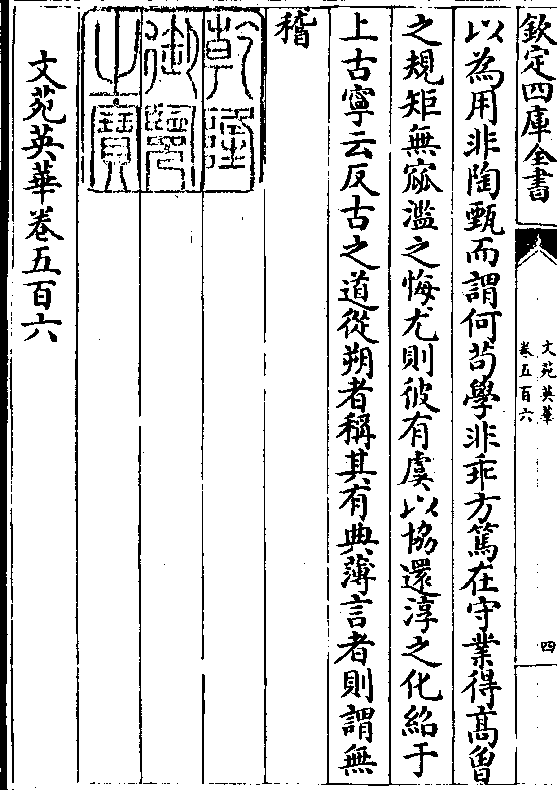 欽定四庫全書
文苑英華
卷五百六
四
以為用非陶甄而謂何茍學非乖方篤在守業得髙曽
之規矩無窳濫之悔尤則彼有虞以協還淳之化紹于
上古寧云反古之道從朔者稱其有典薄言者則謂無
稽
乾隆御覽之寶
文苑英華卷五百六